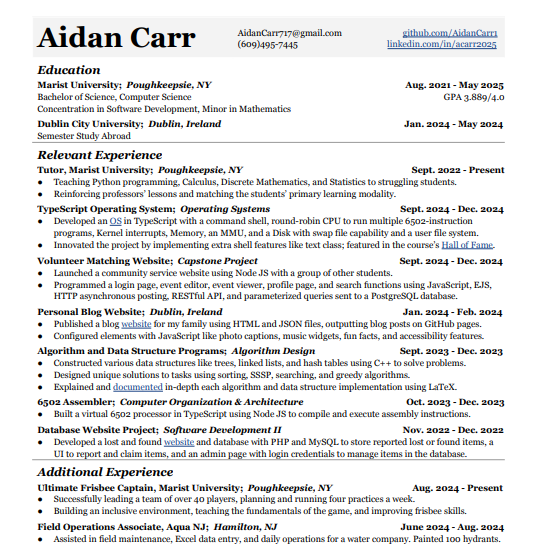 Aidan Carr
AidanCarr717@gmail.com
(609)495-7445
github.com/AidanCarr1
linkedin.com/in/acarr2025
Education
Marist University; Poughkeepsie, NY Aug. 2021 - May 2025
Bachelor of Science, Computer Science GPA 3.889/4.0
Concentration in Software Development, Minor in Mathematics
Dublin City University; Dublin, Ireland Jan. 2024 - May 2024
Semester Study Abroad
Relevant Experience
Tutor, Marist University; Poughkeepsie, NY Sept. 2022 - Present
● Teaching Python programming, Calculus, Discrete Mathematics, and Statistics to struggling students.
● Reinforcing professors' lessons and matching the students' primary learning modality.
TypeScript Operating System; Operating Systems Sept. 2024 - Dec. 2024
● Developed an OS in TypeScript with a command shell, round-robin CPU to run multiple 6502-instruction
programs, Kernel interrupts, Memory, an MMU, and a Disk with swap file capability and a user file system.
● Innovated the project by implementing extra shell features like text class; featured in the course's Hall of Fame.
Volunteer Matching Website; Capstone Project Sept. 2024 - Dec. 2024
● Launched a community service website using Node JS with a group of other students.
● Programmed a login page, event editor, event viewer, profile page, and search functions using JavaScript, EJS,
HTTP asynchronous posting, RESTful API, and parameterized queries sent to a PostgreSQL database.
Personal Blog Website; Dublin, Ireland Jan. 2024 - Feb. 2024
● Published a blog website for my family using HTML and JSON files, outputting blog posts on GitHub pages.
● Configured elements with JavaScript like photo captions, music widgets, fun facts, and accessibility features.
Algorithm and Data Structure Programs; Algorithm Design Sept. 2023 - Dec. 2023
● Constructed various data structures like trees, linked lists, and hash tables using C++ to solve problems.
● Designed unique solutions to tasks using sorting, SSSP, searching, and greedy algorithms.
● Explained and documented in-depth each algorithm and data structure implementation using LaTeX.
6502 Assembler; Computer Organization & Architecture Oct. 2023 - Dec. 2023
● Built a virtual 6502 processor in TypeScript using Node JS to compile and execute assembly instructions.
Database Website Project; Software Development II Nov. 2022 - Dec. 2022
● Developed a lost and found website and database with PHP and MySQL to store reported lost or found items, a
UI to report and claim items, and an admin page with login credentials to manage items in the database.
Additional Experience
Ultimate Frisbee Captain, Marist University; Poughkeepsie, NY Aug. 2024 - Present
● Successfully leading a team of over 40 players, planning and running four practices a week.
● Building an inclusive environment, teaching the fundamentals of the game, and improving frisbee skills.
Field Operations Associate, Aqua NJ; Hamilton, NJ June 2024 - Aug. 2024
● Assisted in field maintenance, Excel data entry, and daily operations for a water company. Painted 100 hydrants.